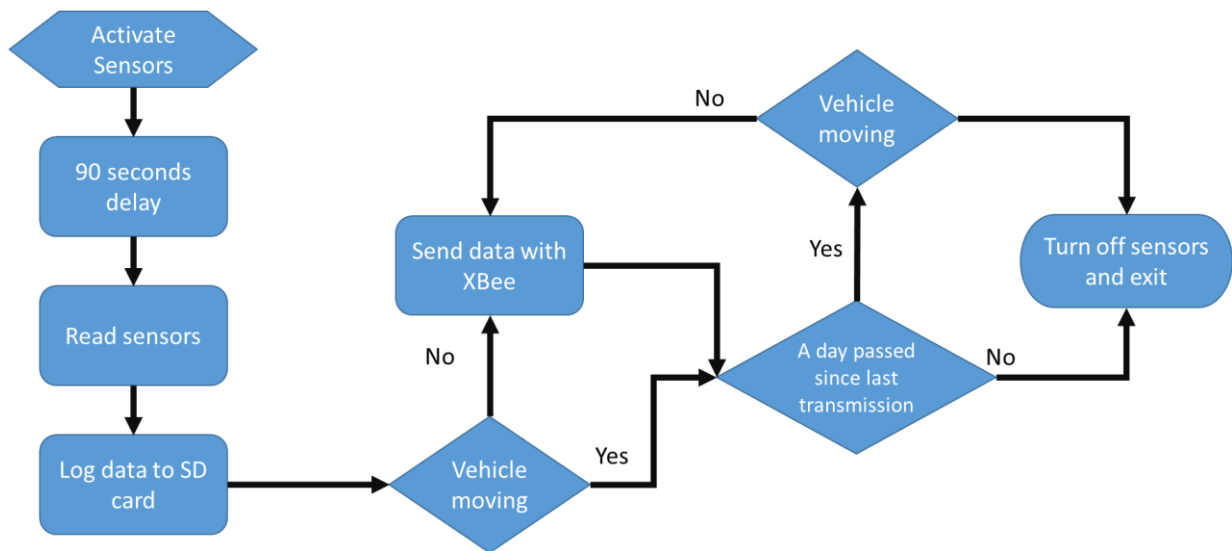 Activate
Sensors
90 seconds
delay
Read sensors
Log data to SD
card
Vehicle
moving
No
Yes
Send data with
XBee
A day passed
since last
transmission
Yes
No
Vehicle
moving
No
Turn off sensors
and exit